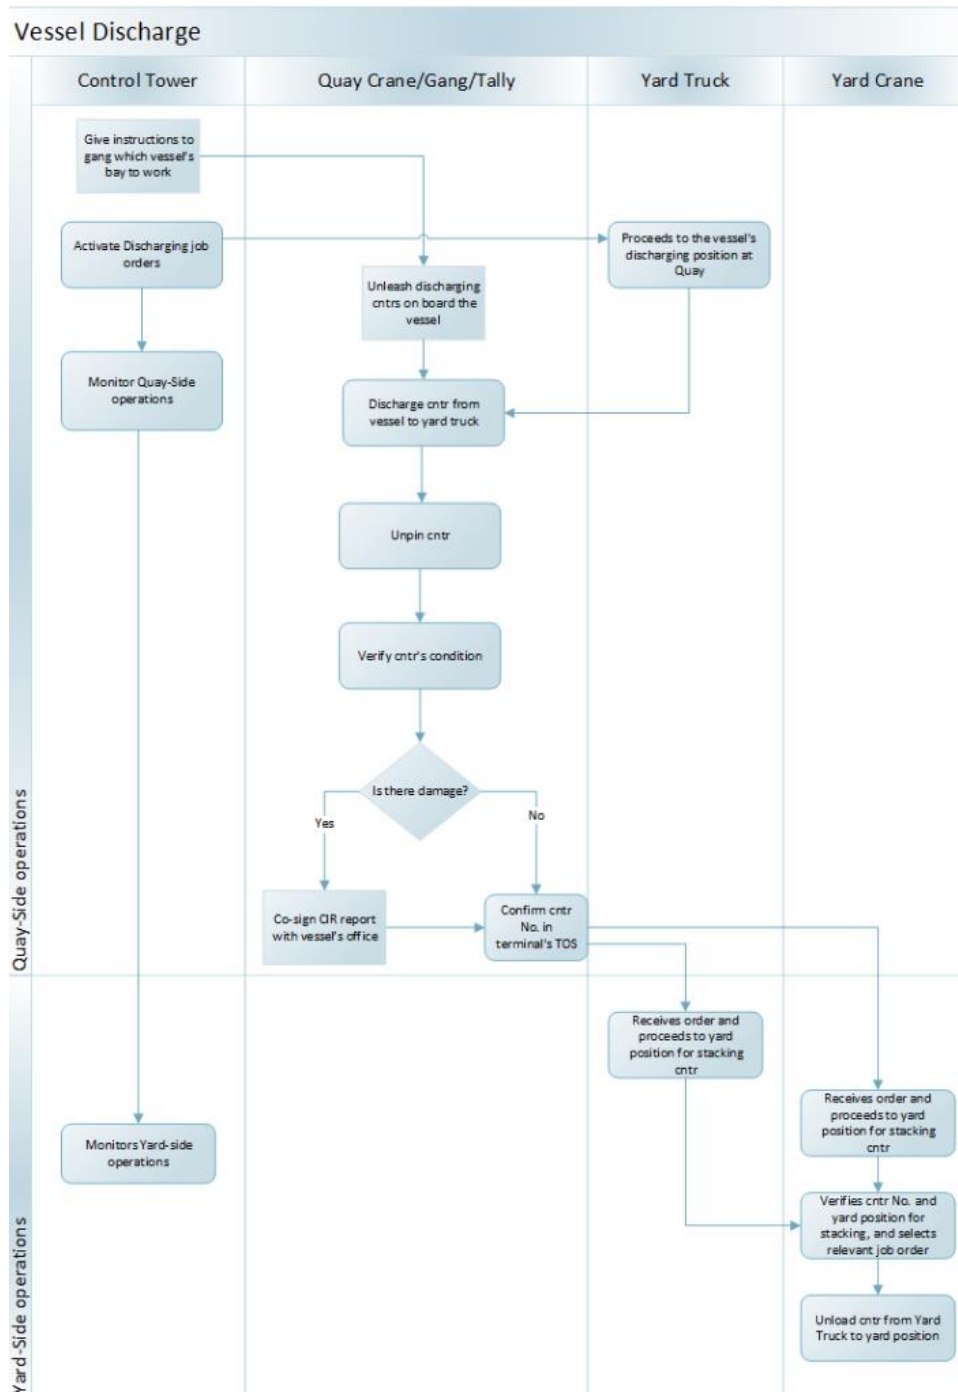 Vessel Discharge
Control Tower
Quay Crane/Gang/Tally
Yard Truck
Yard Crane
Give instructions to
gang which vessel's
bay to work
Activate Discharging job
orders
Proceeds to the vessel's
discharging position at
Quay
Unleash discharging
cntrs on board the
vessel
Monitor Quay-Side
operations
Discharge cntr from
vessel to yard truck
Unpin cntr
Verify cntr's condition
Is there damage?
Yes
No
Co-sign CIR report
with vessel's office
Confirm cntr
No. in
terminal's TOS
Quay-Side operations
Receives order and
proceeds to yard
position for stacking
cntr
Receives order and
proceeds to yard
position for stacking
cntr
Monitors Yard-side
operations
Verifies cntr No. and
yard position for
stacking, and selects
relevant job order
Unload cntr from Yard
Truck to yard position
Yard-Side operations